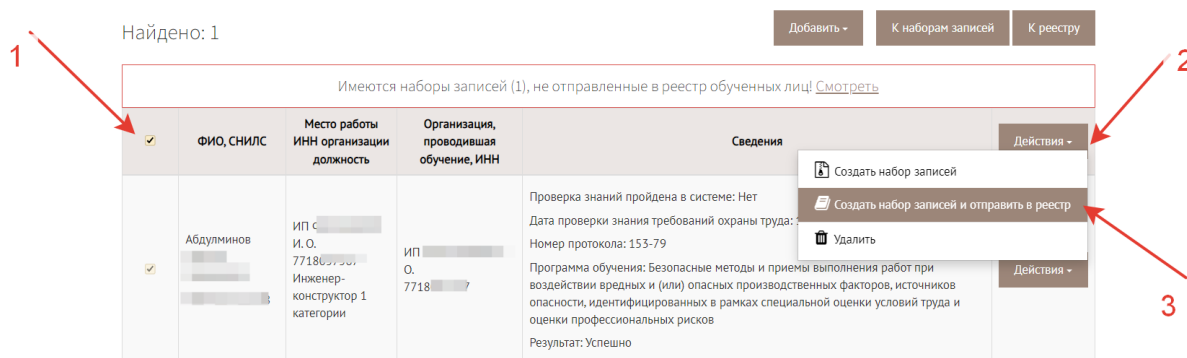 Найдено: 1
Добавить
К наборам записей
К реестру
1
2
Имеются наборы записей (1), не отправленные в реестр обученных лиц! Смотреть
ФИО, СНИЛС
Место работы
ИНН организации
должность
Организация,
проводившая
обучение, ИНН
Сведения
Действия
Создать набор записей
Создать набор записей и отправить в реестр
Удалить
3
Абдулминов
ИП
И. О.
Инженер-
конструктор 1
категории
ИП
О.
7718
Проверка знаний пройдена в системе: Нет
Дата проверки знания требований охраны труда:
Номер протокола: 153-79
Программа обучения: Безопасные методы и приемы выполнения работ при
воздействии вредных и (или) опасных производственных факторов, источников
опасности, идентифицированных в рамках специальной оценки условий труда и
оценки профессиональных рисков
Результат: Успешно
Действия